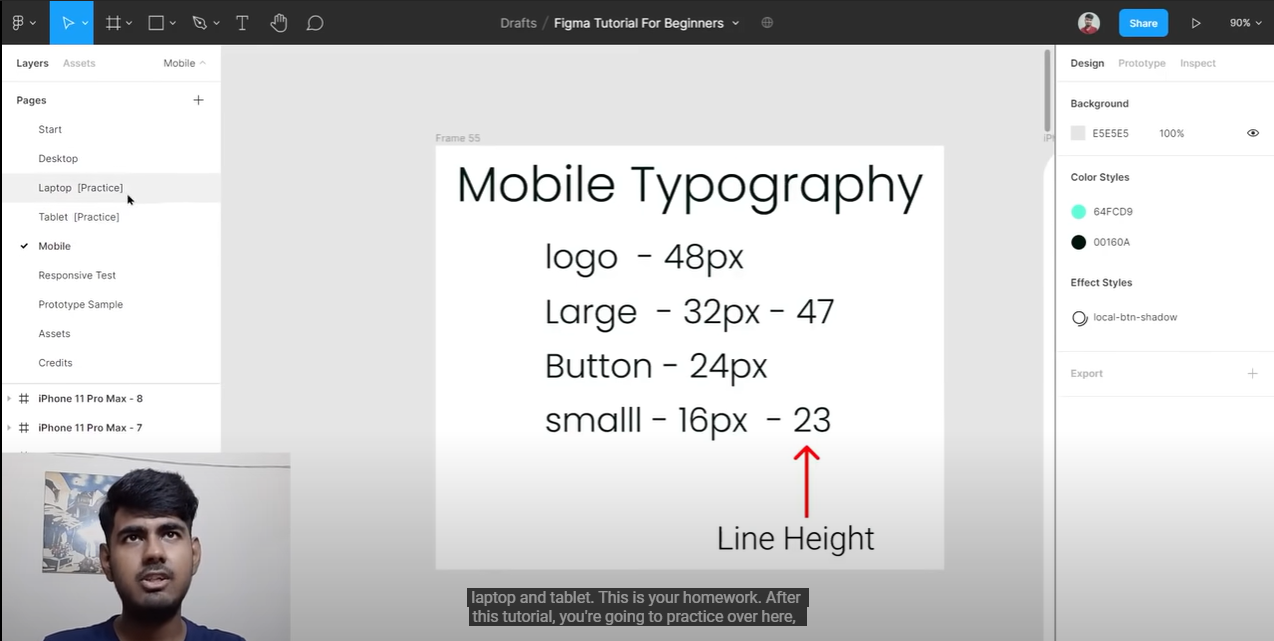 Drafts / Figma Tutorial For Beginners
Share
90%
Layers Assets Mobile
Pages
Start
Desktop
Laptop [Practice]
Tablet [Practice]
Mobile
Responsive Test
Prototype Sample
Assets
Credits
iPhone 11 Pro Max - 8
iPhone 11 Pro Max - 7
Frame 55
Mobile Typography
logo - 48px
Large - 32px - 47
Button - 24px
smalll - 16px - 23
Line Height
laptop and tablet. This is your homework. After
this tutorial, you're going to practice over here,
Design Prototype Inspect
Background
E5E5E5 100%
Color Styles
64FCD9
00160A
Effect Styles
local-btn-shadow
Export